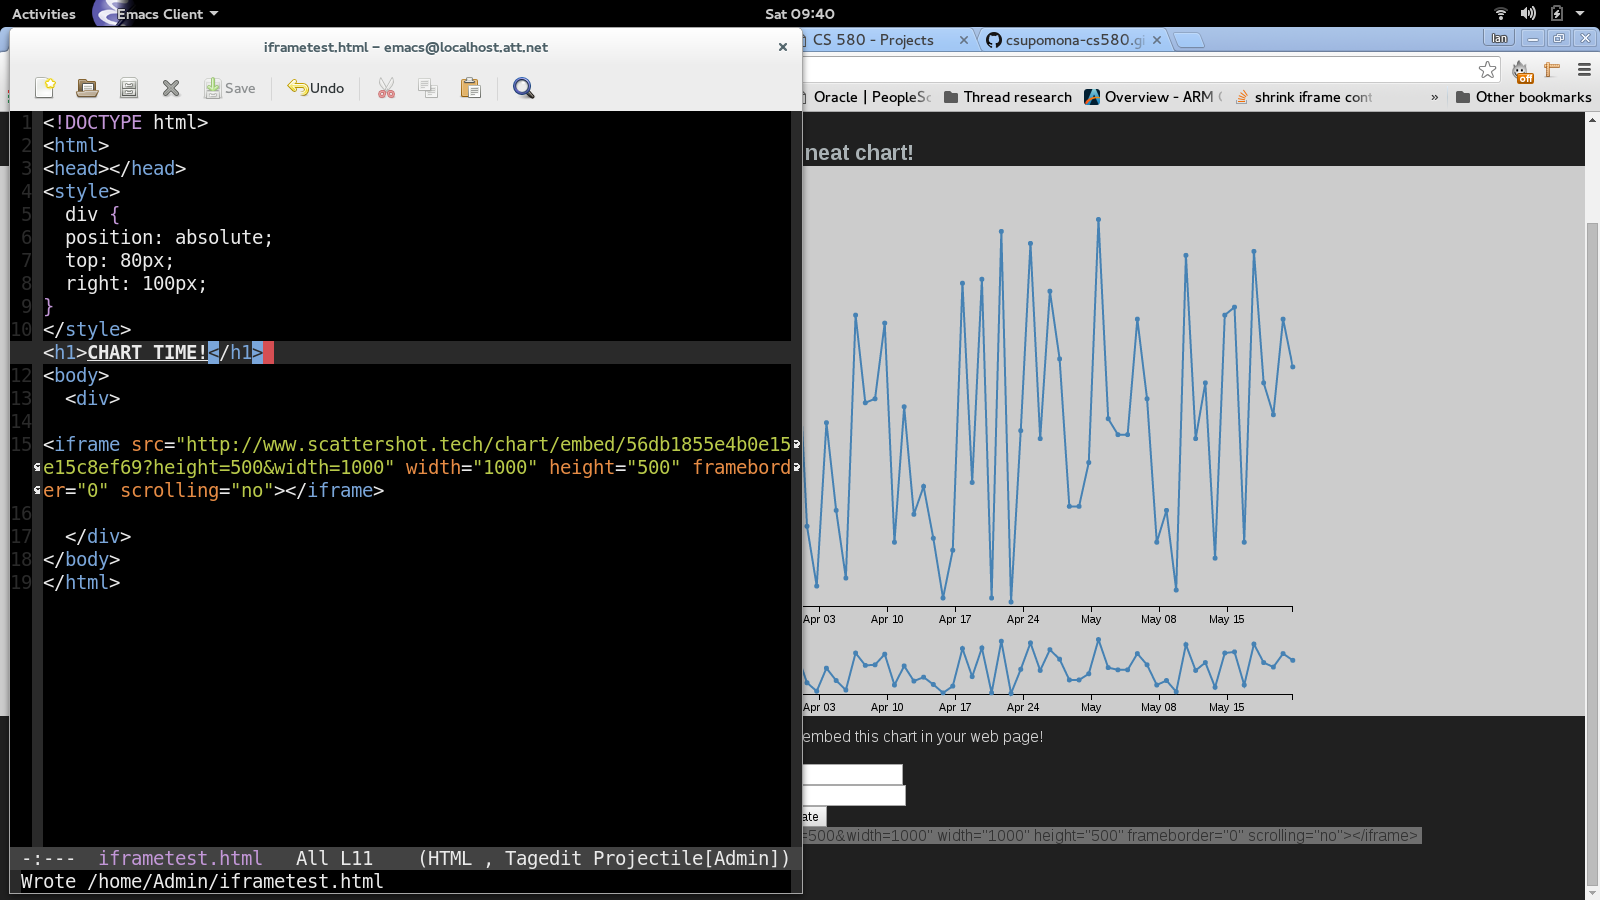 Activities
Emacs Client
Sat 09:40
iframetest.html – emacs@localhost.att.net
Save
Undo
1 <!DOCTYPE html>
2 <html>
3 <head></head>
4 <style>
5 div {
6 position: absolute;
7 top: 80px;
8 right: 100px;
9 }
10 </style>
<h1>CHART TIME!</h1>
12 <body>
13 <div>
14
15 <iframe src="http://www.scattershot.tech/chart/embed/56db1855e4b0e15
e15c8ef69?height=500&width=1000" width="1000" height="500" framebord
er="0" scrolling="no"></iframe>
16
17 </div>
18 </body>
19 </html>
-:--- iframetest.html All L11 (HTML , Tagedit Projectile[Admin])
Wrote /home/Admin/iframetest.html
CS 580 - Projects
csupomona-cs580.gi
Ian
off
Oracle | PeopleSo
Thread research
Overview - ARM
shrink iframe cont
»
Other bookmarks
neat chart!
Apr 03 Apr 10 Apr 17 Apr 24 May May 08 May 15
Apr 03 Apr 10 Apr 17 Apr 24 May May 08 May 15
embed this chart in your web page!
ate
=500&width=1000" width="1000" height="500" frameborder="0" scrolling="no"></iframe>